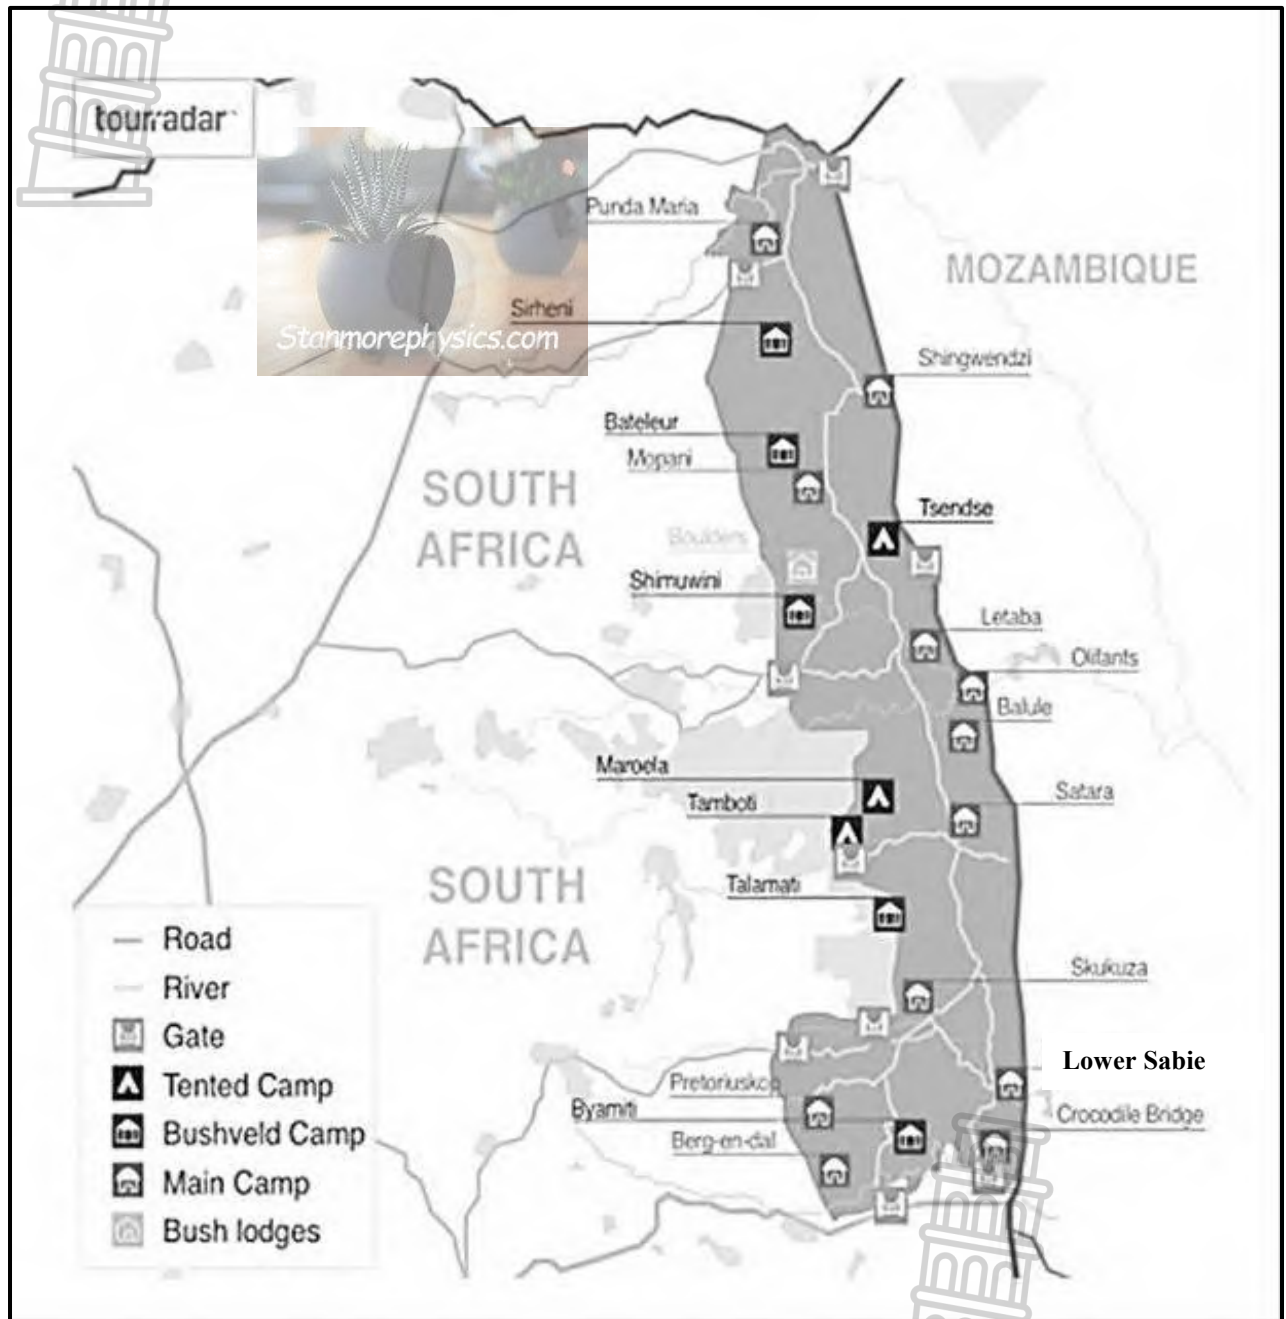 tourradar
Punda Maria
MOZAMBIQUE
Sirheni
Stanmorephysics.com
Shingwendzi
Bateleur
Mopani
SOUTH
AFRICA
Tsendse
Boulders
Shimuwini
Letaba
Olifants
Balule
Maroela
Satara
Tamboti
SOUTH
AFRICA
Talamati
Skukuza
Lower Sabie
Pretoriuskop
Byamiti
Crocodile Bridge
Berg-en-dal
Road
River
Gate
Tented Camp
Bushveld Camp
Main Camp
Bush lodges